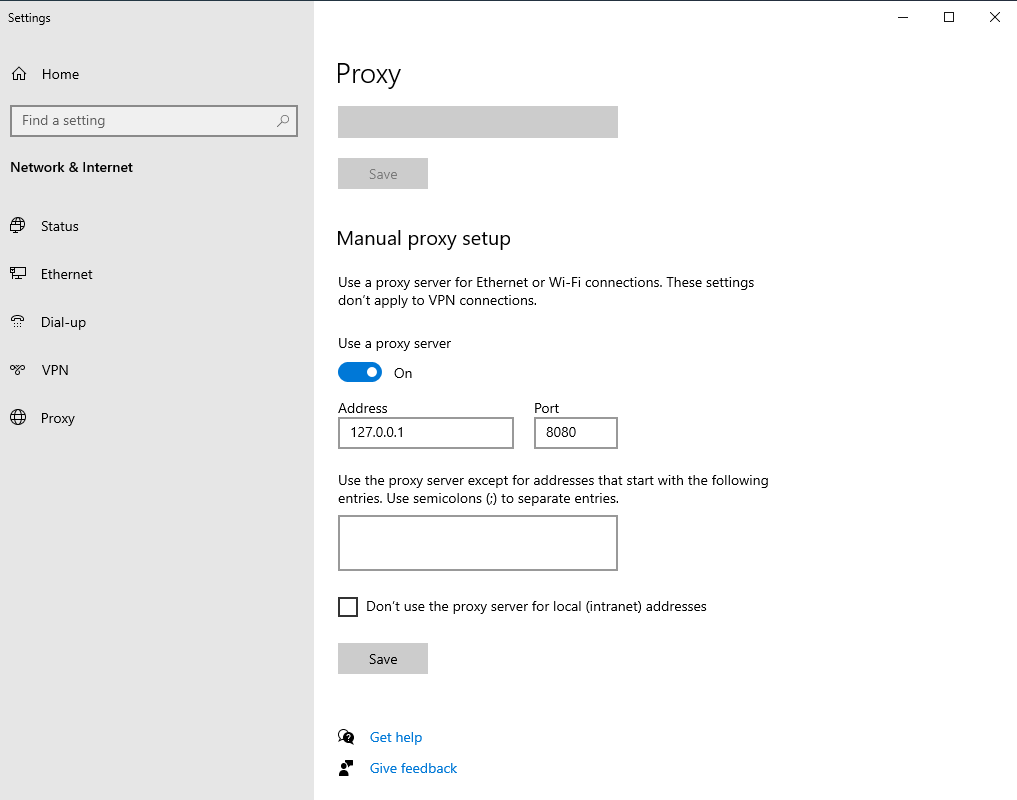 Settings
Home
Find a setting
Network & Internet
Status
Ethernet
Dial-up
VPN
Proxy
Proxy
Save
Manual proxy setup
Use a proxy server for Ethernet or Wi-Fi connections. These settings
don't apply to VPN connections.
Use a proxy server
On
Address
Port
127.0.0.1
8080
Use the proxy server except for addresses that start with the following
entries. Use semicolons (;) to separate entries.
Don't use the proxy server for local (intranet) addresses
Save
Get help
Give feedback